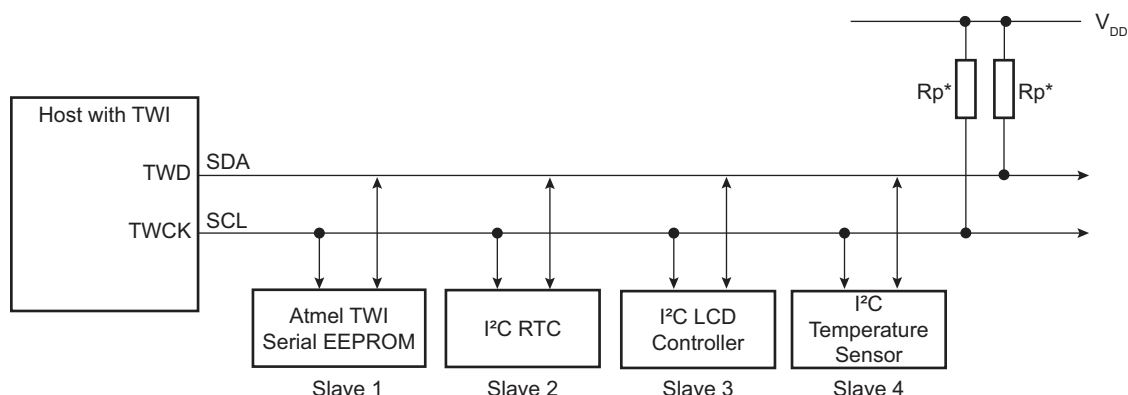 V_DD
Rp* Rp*
Host with TWI
TWD SDA
TWCK SCL
Atmel TWI
Serial EEPROM
I²C RTC
I²C LCD
Controller
I²C
Temperature
Sensor
Slave 1 Slave 2 Slave 3 Slave 4